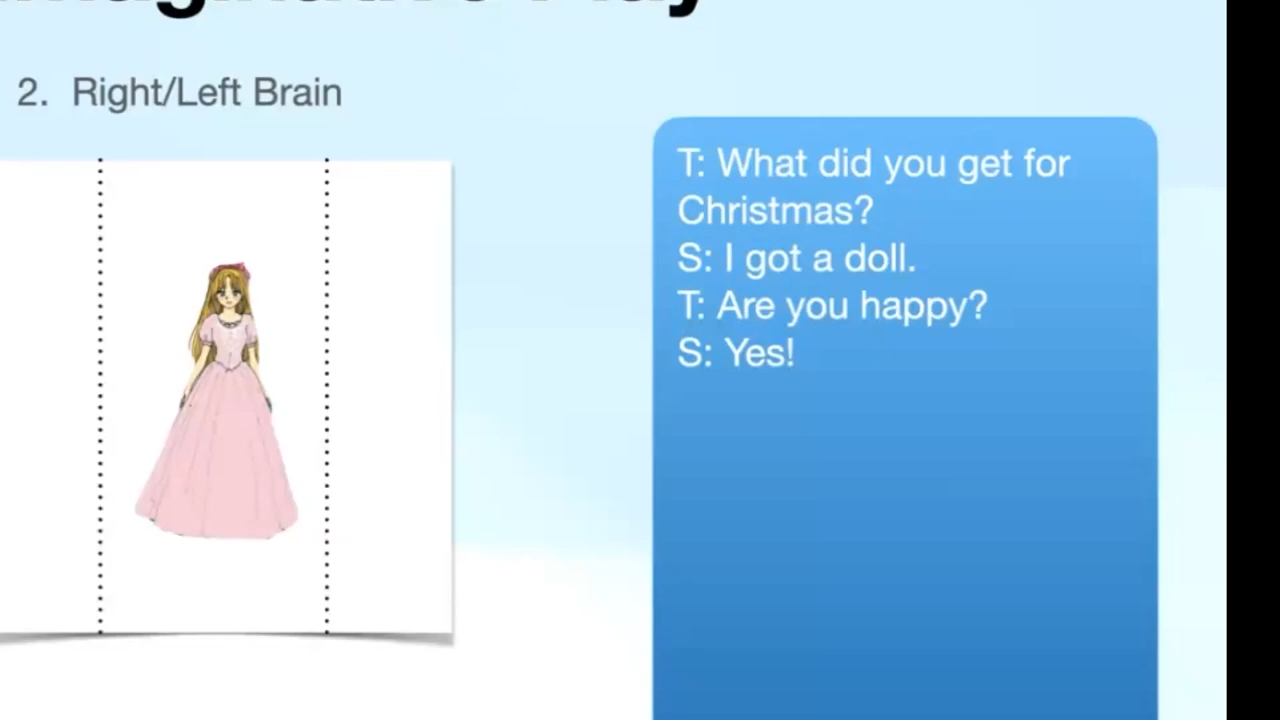 2. Right/Left Brain
T: What did you get for
Christmas?
S: I got a doll.
T: Are you happy?
S: Yes!